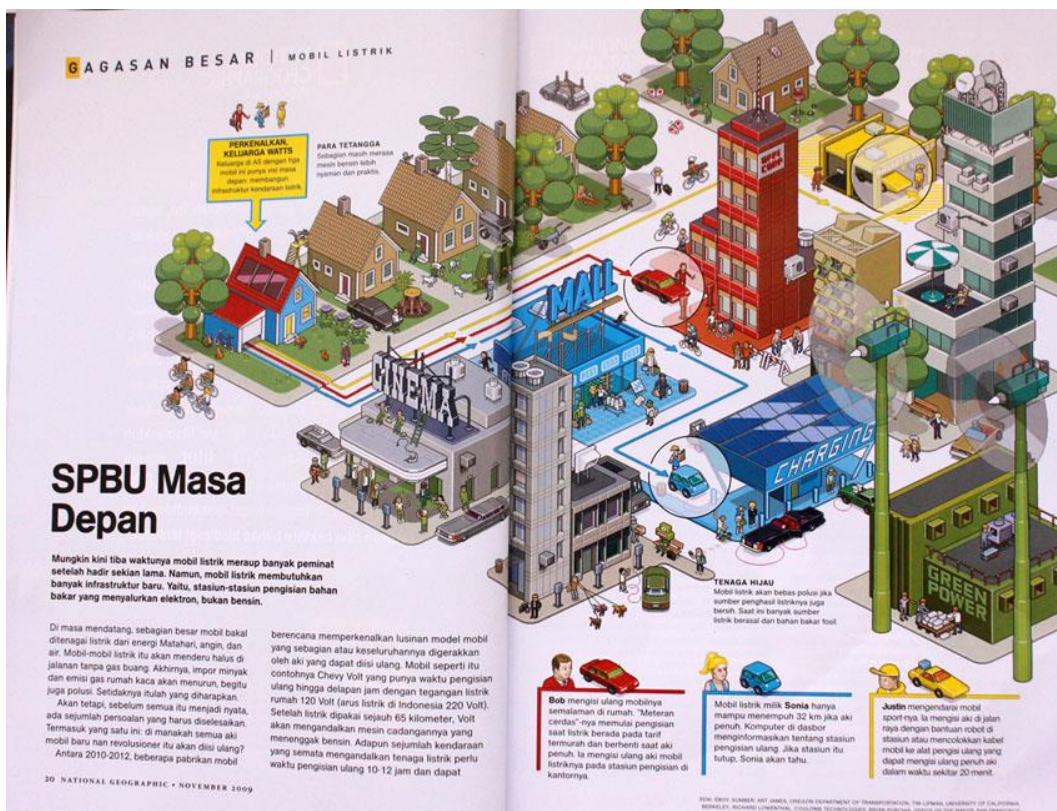 GAGASAN BESAR | MOBIL LISTRIK
PERKENALKAN,
KELUARGA WATTS
Keluarga di AS dengan tiga
mobil ini punya visi masa
depan: membangun
infrastruktur kendaraan listrik.
PARA TETANGGA
Sebagian masih merasa
mesin bensin lebih
nyaman dan praktis.
MALL
CINEMA
CHARGING
GREEN
POWER
SPBU Masa
Depan
Mungkin kini tiba waktunya mobil listrik meraup banyak peminat
setelah hadir sekian lama. Namun, mobil listrik membutuhkan
banyak infrastruktur baru. Yaitu, stasiun-stasiun pengisian bahan
bakar yang menyalurkan elektron, bukan bensin.
Di masa mendatang, sebagian besar mobil bakal
ditenagai listrik dari energi Matahari, angin, dan
air. Mobil-mobil listrik itu akan menderu halus di
jalanan tanpa gas buang. Akhirnya, impor minyak
dan emisi gas rumah kaca akan menurun, begitu
juga polusi. Setidaknya itulah yang diharapkan.
Akan tetapi, sebelum semua itu menjadi nyata,
ada sejumlah persoalan yang harus diselesaikan.
Termasuk yang satu ini: di manakah semua aki
mobil baru nan revolusioner itu akan diisi ulang?
Antara 2010-2012, beberapa pabrikan mobil
berencana memperkenalkan lusinan model mobil
yang sebagian atau keseluruhannya digerakkan
oleh aki yang dapat diisi ulang. Mobil seperti itu
contohnya Chevy Volt yang punya waktu pengisian
ulang hingga delapan jam dengan tegangan listrik
rumah 120 Volt (arus listrik di Indonesia 220 Volt).
Setelah listrik dipakai sejauh 65 kilometer, Volt
akan mengandalkan mesin cadangannya yang
menenggak bensin. Adapun sejumlah kendaraan
yang semata mengandalkan tenaga listrik perlu
waktu pengisian ulang 10-12 jam dan dapat
20 NATIONAL GEOGRAPHIC • NOVEMBER 2009
TENAGA HIJAU
Mobil listrik akan bebas polusi jika
sumber penghasil listriknya juga
bersih. Saat ini banyak sumber
listrik berasal dari bahan bakar fosil.
Bob mengisi ulang mobilnya
semalaman di rumah. "Meteran
cerdas"-nya memulai pengisian
saat listrik berada pada tarif
termurah dan berhenti saat aki
penuh. Ia mengisi ulang aki mobil
listriknya pada stasiun pengisian di
kantornya.
Mobil listrik milik Sonia hanya
mampu menempuh 32 km jika aki
penuh. Komputer di dasbor
menginformasikan tentang stasiun
pengisian ulang. Jika stasiun itu
tutup, Sonia akan tahu.
Justin mengendarai mobil
sport-nya. Ia mengisi aki di jalan
raya dengan bantuan robot di
stasiun atau mencolokkan kabel
mobil ke alat pengisi ulang yang
dapat mengisi ulang penuh aki
dalam waktu sekitar 20 menit.